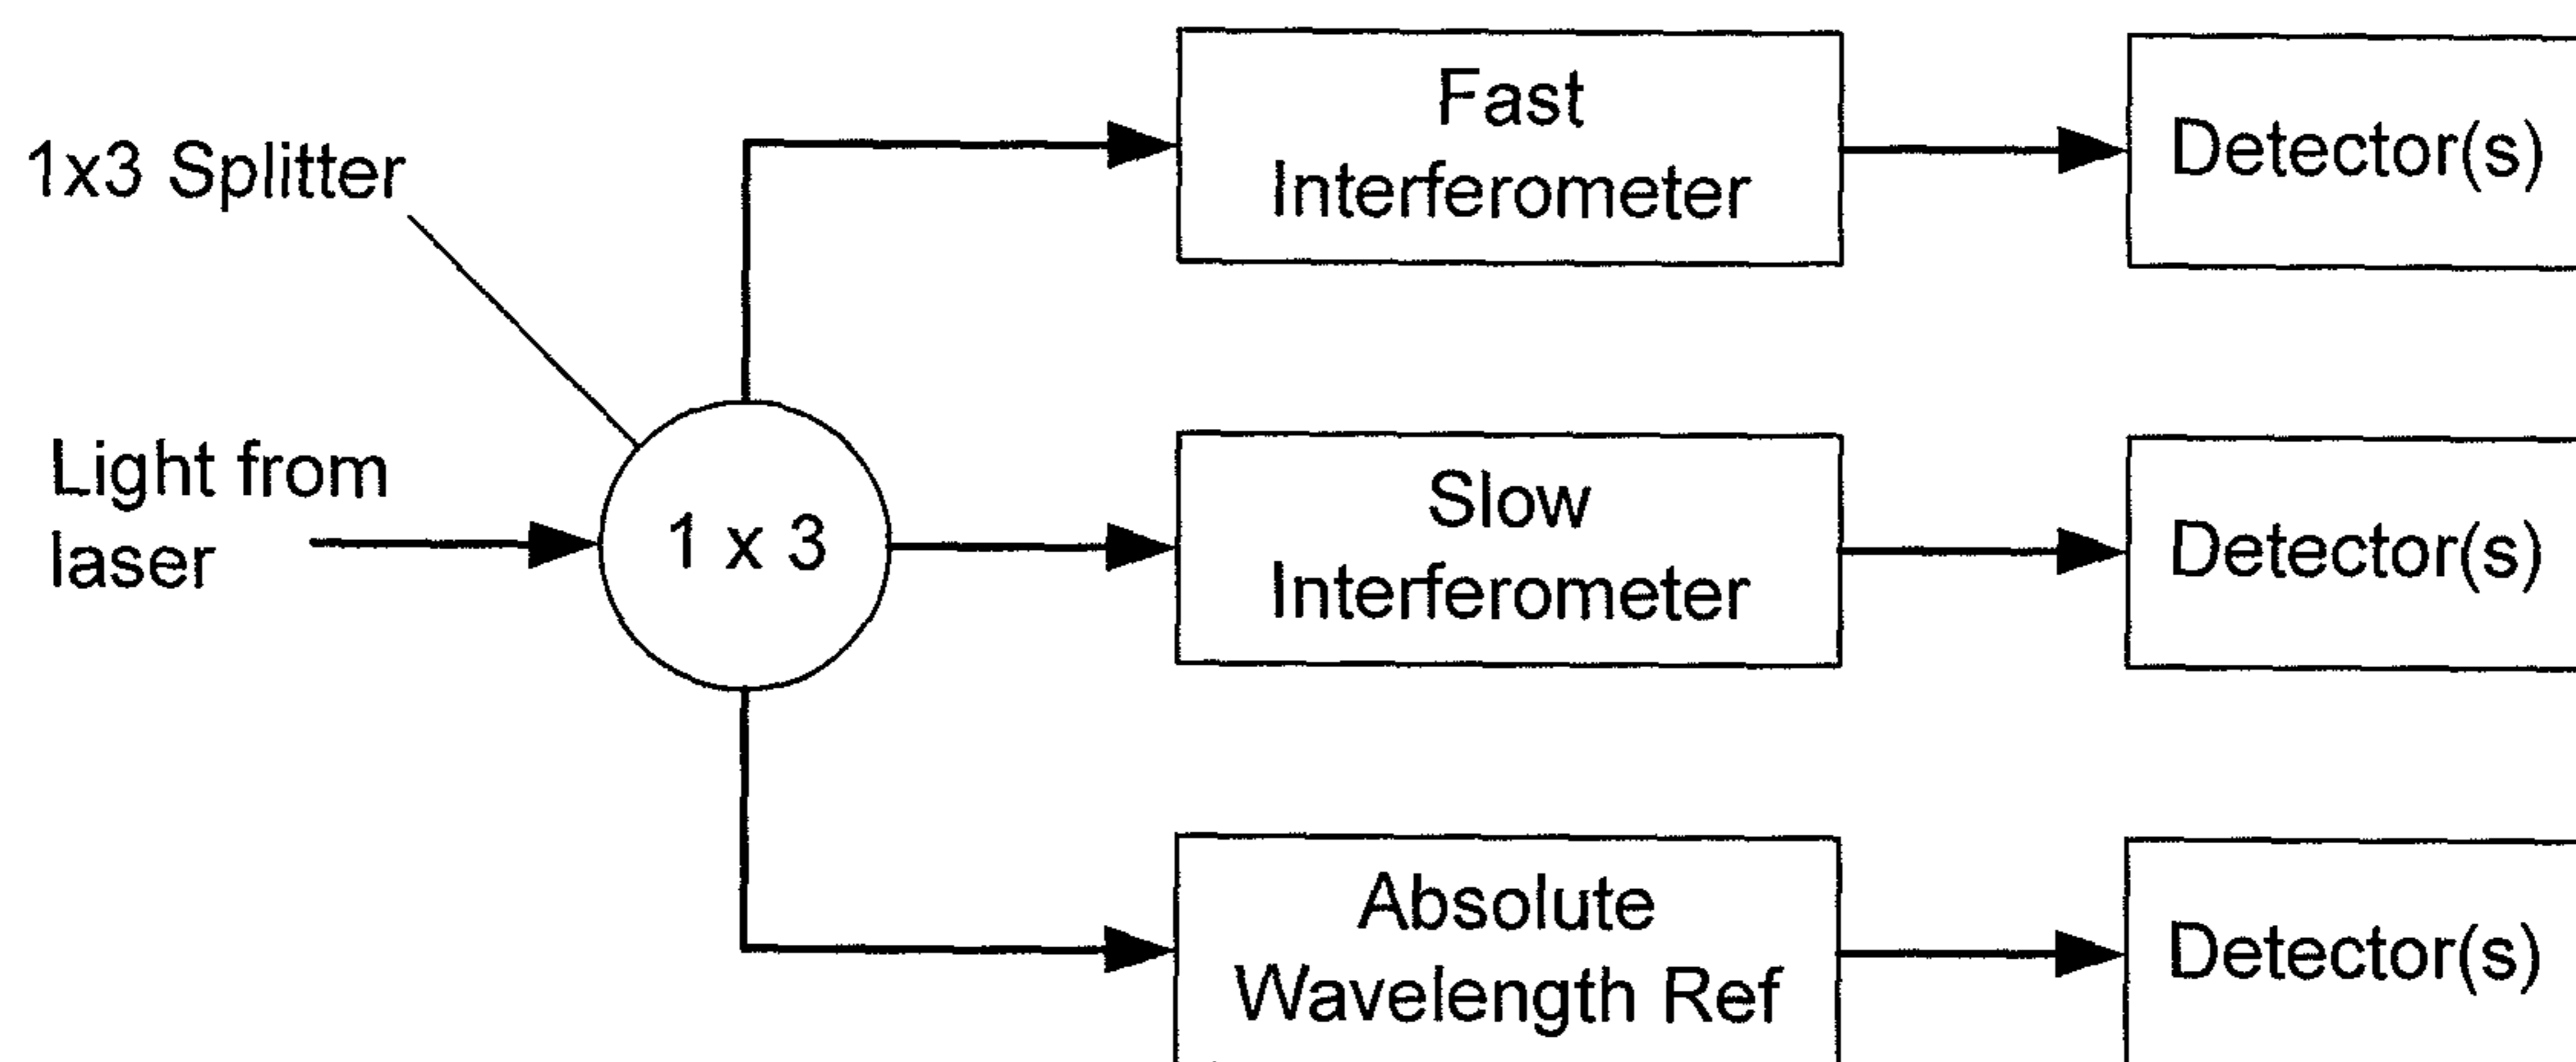 1x3 Splitter
Light from
laser
1 x 3
Fast
Interferometer
Detector(s)
Slow
Interferometer
Detector(s)
Absolute
Wavelength Ref
Detector(s)